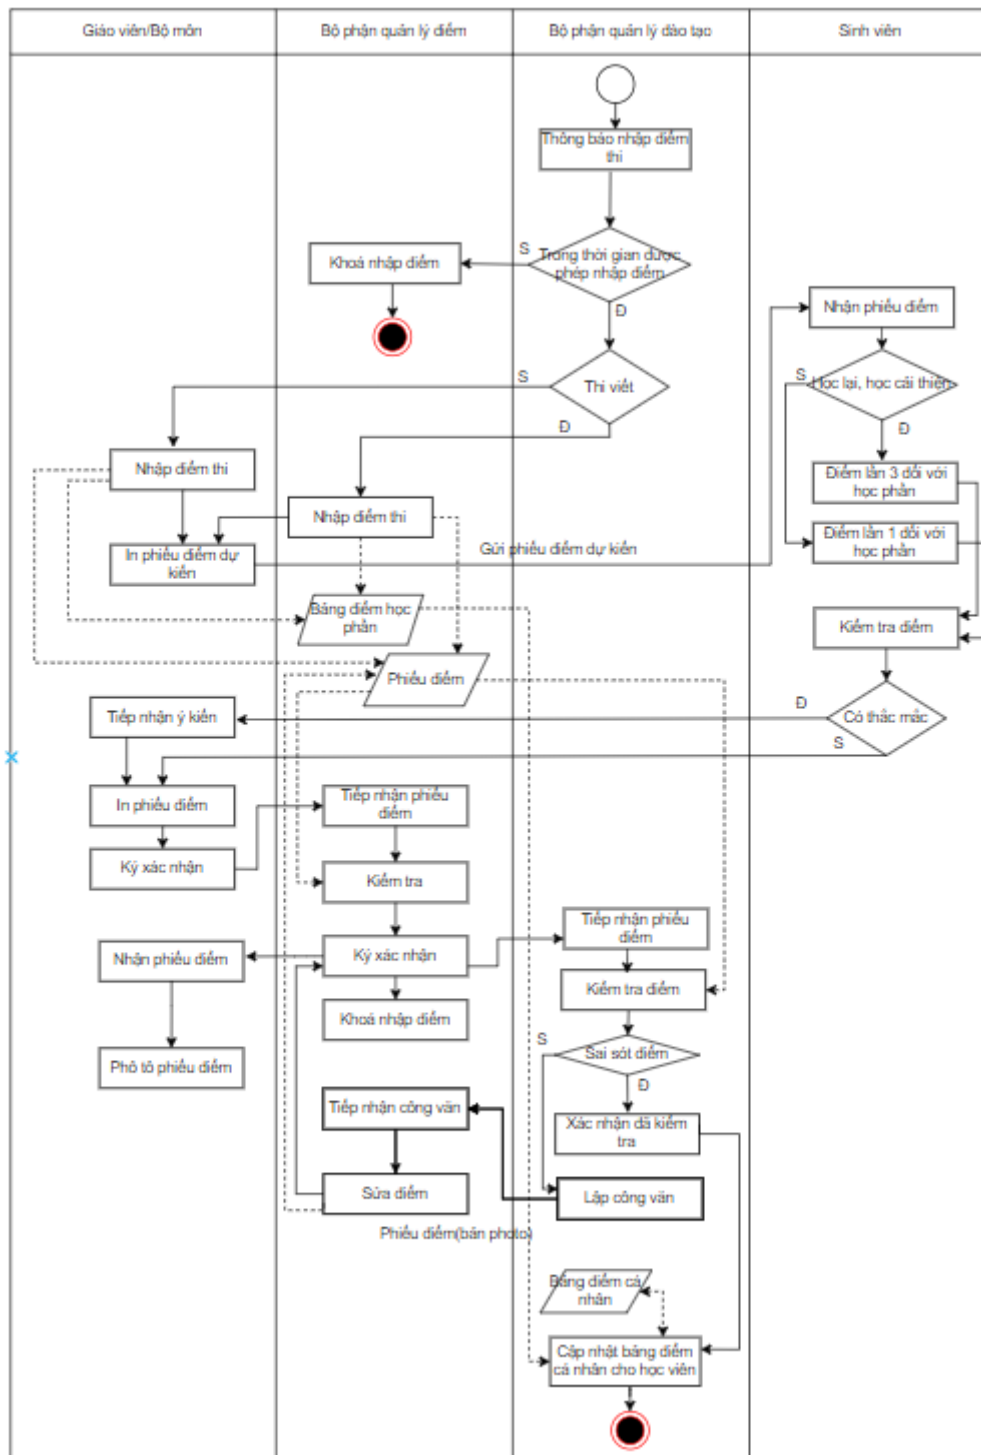 Giáo viên/Bộ môn
Bộ phận quản lý điểm
Bộ phận quản lý đào tạo
Sinh viên
Thông báo nhập điểm
thi
Trong thời gian được
phép nhập điểm
S
Đ
Khoá nhập điểm
Nhận phiếu điểm
Thi viết
S
Đ
Học lại, học cải thiện
S
Đ
Nhập điểm thi
Điểm lần 3 đối với
học phần
Nhập điểm thi
Điểm lần 1 đối với
học phần
In phiếu điểm dự
kiến
Gửi phiếu điểm dự kiến
Bảng điểm học
phần
Kiểm tra điểm
Phiếu điểm
Tiếp nhận ý kiến
Đ
Có thắc mắc
S
In phiếu điểm
Tiếp nhận phiếu
điểm
Ký xác nhận
Kiểm tra
Tiếp nhận phiếu
điểm
Nhận phiếu điểm
Ký xác nhận
Kiểm tra điểm
Khoá nhập điểm
S
Sai sót điểm
Đ
Phô tô phiếu điểm
Tiếp nhận công văn
Xác nhận đã kiểm
tra
Sửa điểm
Lập công văn
Phiếu điểm(bản photo)
Bảng điểm cá
nhân
Cập nhật bảng điểm
cá nhân cho học viên